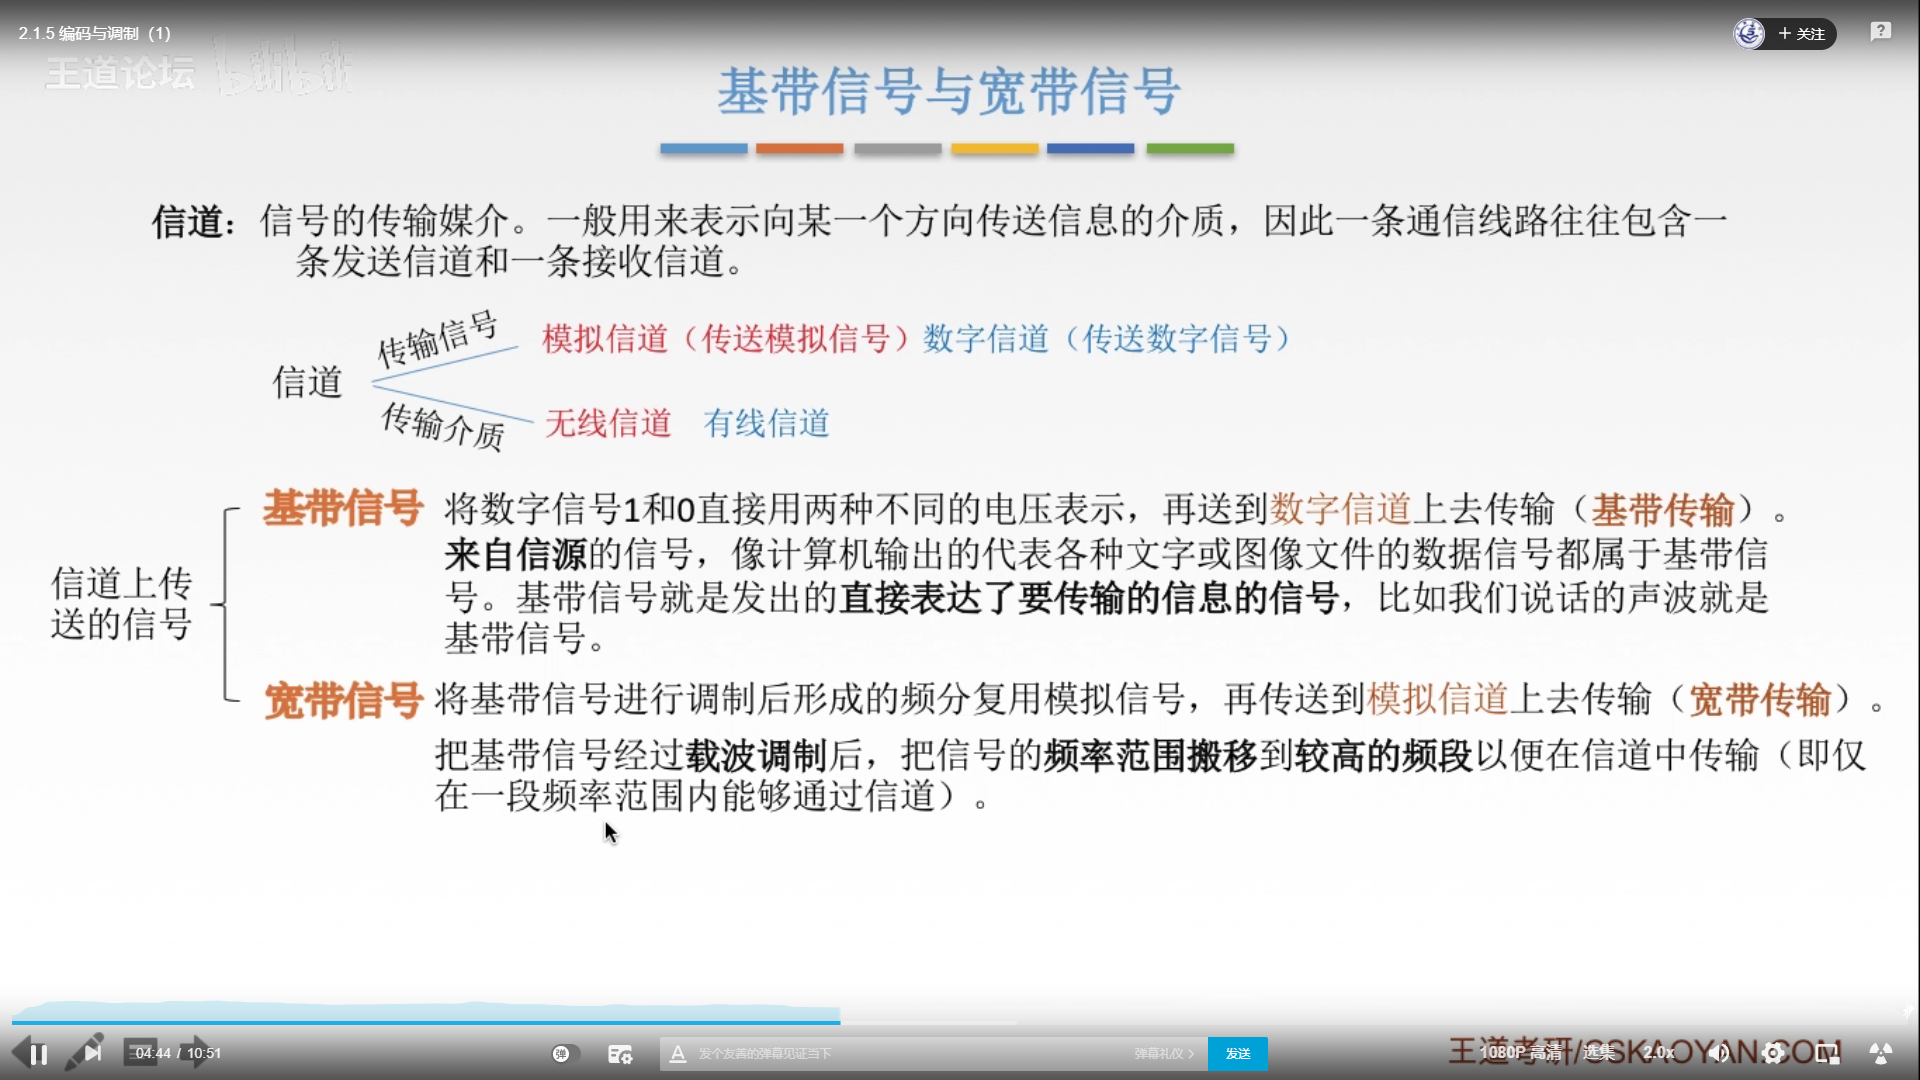 2.1.5 编码与调制（1）
+ 关注
王道论坛 bilibili
基带信号与宽带信号
信道：信号的传输媒介。一般用来表示向某一个方向传送信息的介质，因此一条通信线路往往包含一
条发送信道和一条接收信道。
传输信号
模拟信道（传送模拟信号）数字信道（传送数字信号）
信道
传输介质
无线信道 有线信道
基带信号 将数字信号1和0直接用两种不同的电压表示，再送到数字信道上去传输（基带传输）。
来自信源的信号，像计算机输出的代表各种文字或图像文件的数据信号都属于基带信
号。基带信号就是发出的直接表达了要传输的信息的信号，比如我们说话的声波就是
基带信号。
信道上传
送的信号
宽带信号 将基带信号进行调制后形成的频分复用模拟信号，再传送到模拟信道上去传输（宽带传输）。
把基带信号经过载波调制后，把信号的频率范围搬移到较高的频段以便在信道中传输（即仅
在一段频率范围内能够通过信道）。
04:44 / 10:51
弹
发个友善的弹幕见证当下
弹幕礼仪 >
发送
王道考研/CSKAOYAN.COM
1080P 高清
选集
2.0x